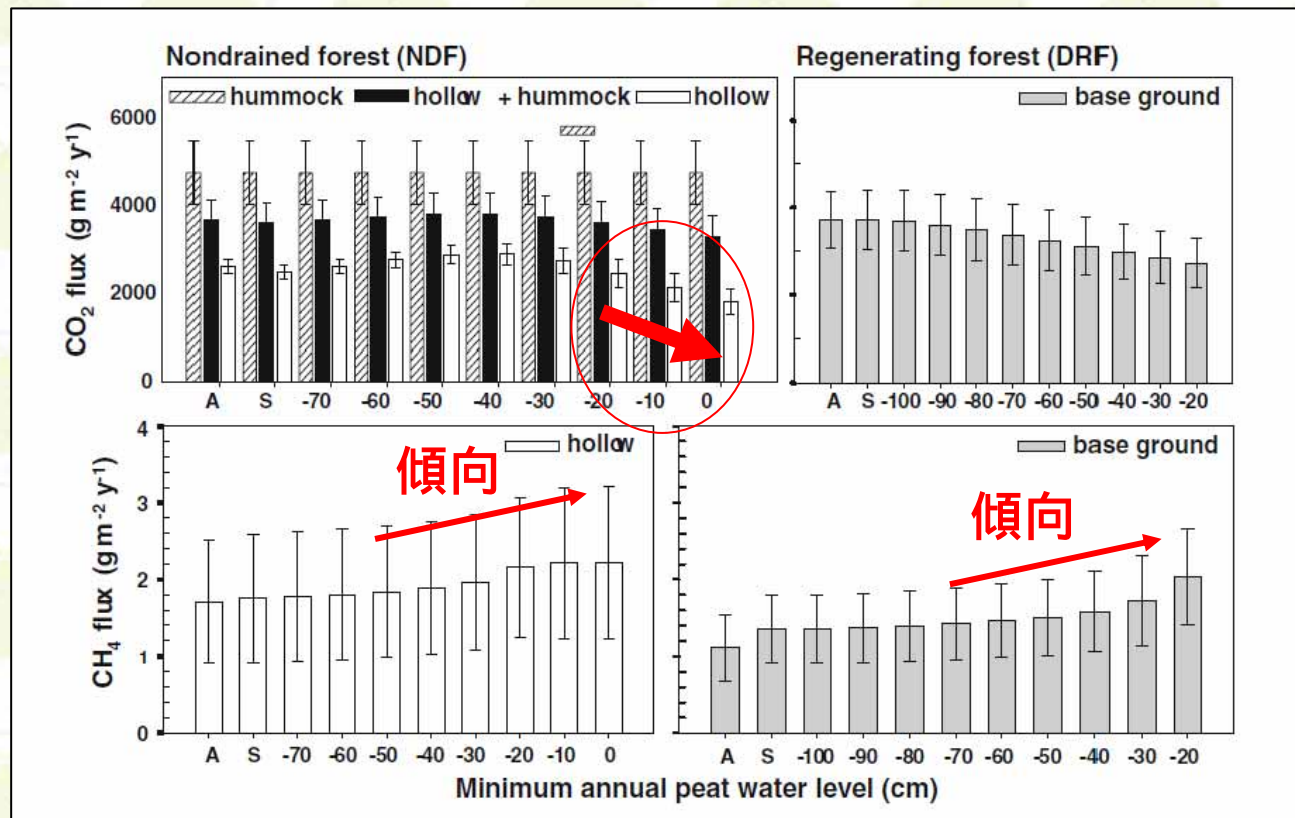 Nondrained forest (NDF)
Regenerating forest (DRF)
hummock hollow + hummock hollow
base ground
6000
4000
2000
0
CO2 flux (g m-2 y-1)
A S -70 -60 -50 -40 -30 -20 -10 0
A S -100 -90 -80 -70 -60 -50 -40 -30 -20
4
3
2
1
0
CH4 flux (g m-2 y-1)
hollow
base ground
傾向
傾向
A S -70 -60 -50 -40 -30 -20 -10 0
A S -100 -90 -80 -70 -60 -50 -40 -30 -20
Minimum annual peat water level (cm)